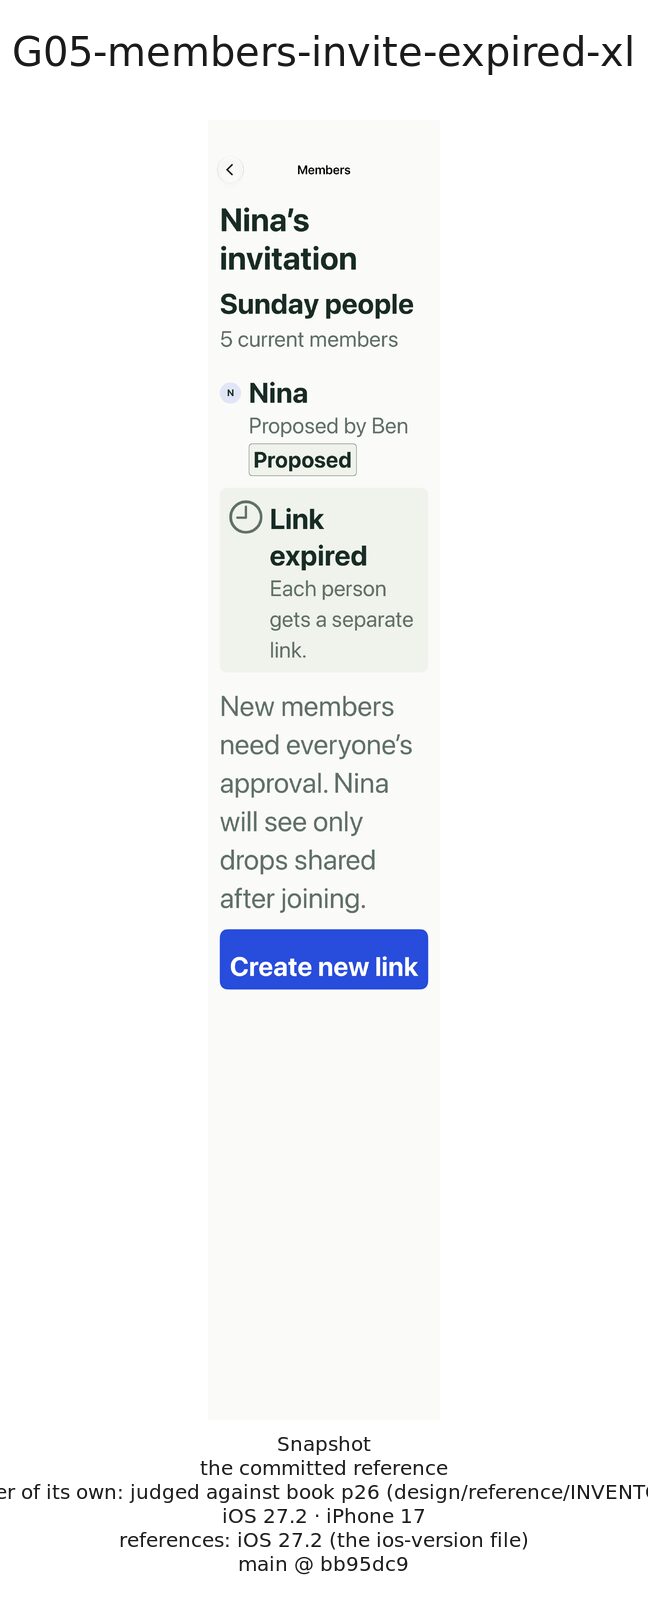 G05-members-invite-expired-xl
Members
Nina’s
invitation
Sunday people
5 current members
N
Nina
Proposed by Ben
Proposed
Link
expired
Each person
gets a separate
link.
New members
need everyone’s
approval. Nina
will see only
drops shared
after joining.
Create new link
Snapshot
the committed reference
of its own: judged against book p26 (design/reference/
iOS 27.2 · iPhone 17
references: iOS 27.2 (the ios-version file)
main @ bb95dc9